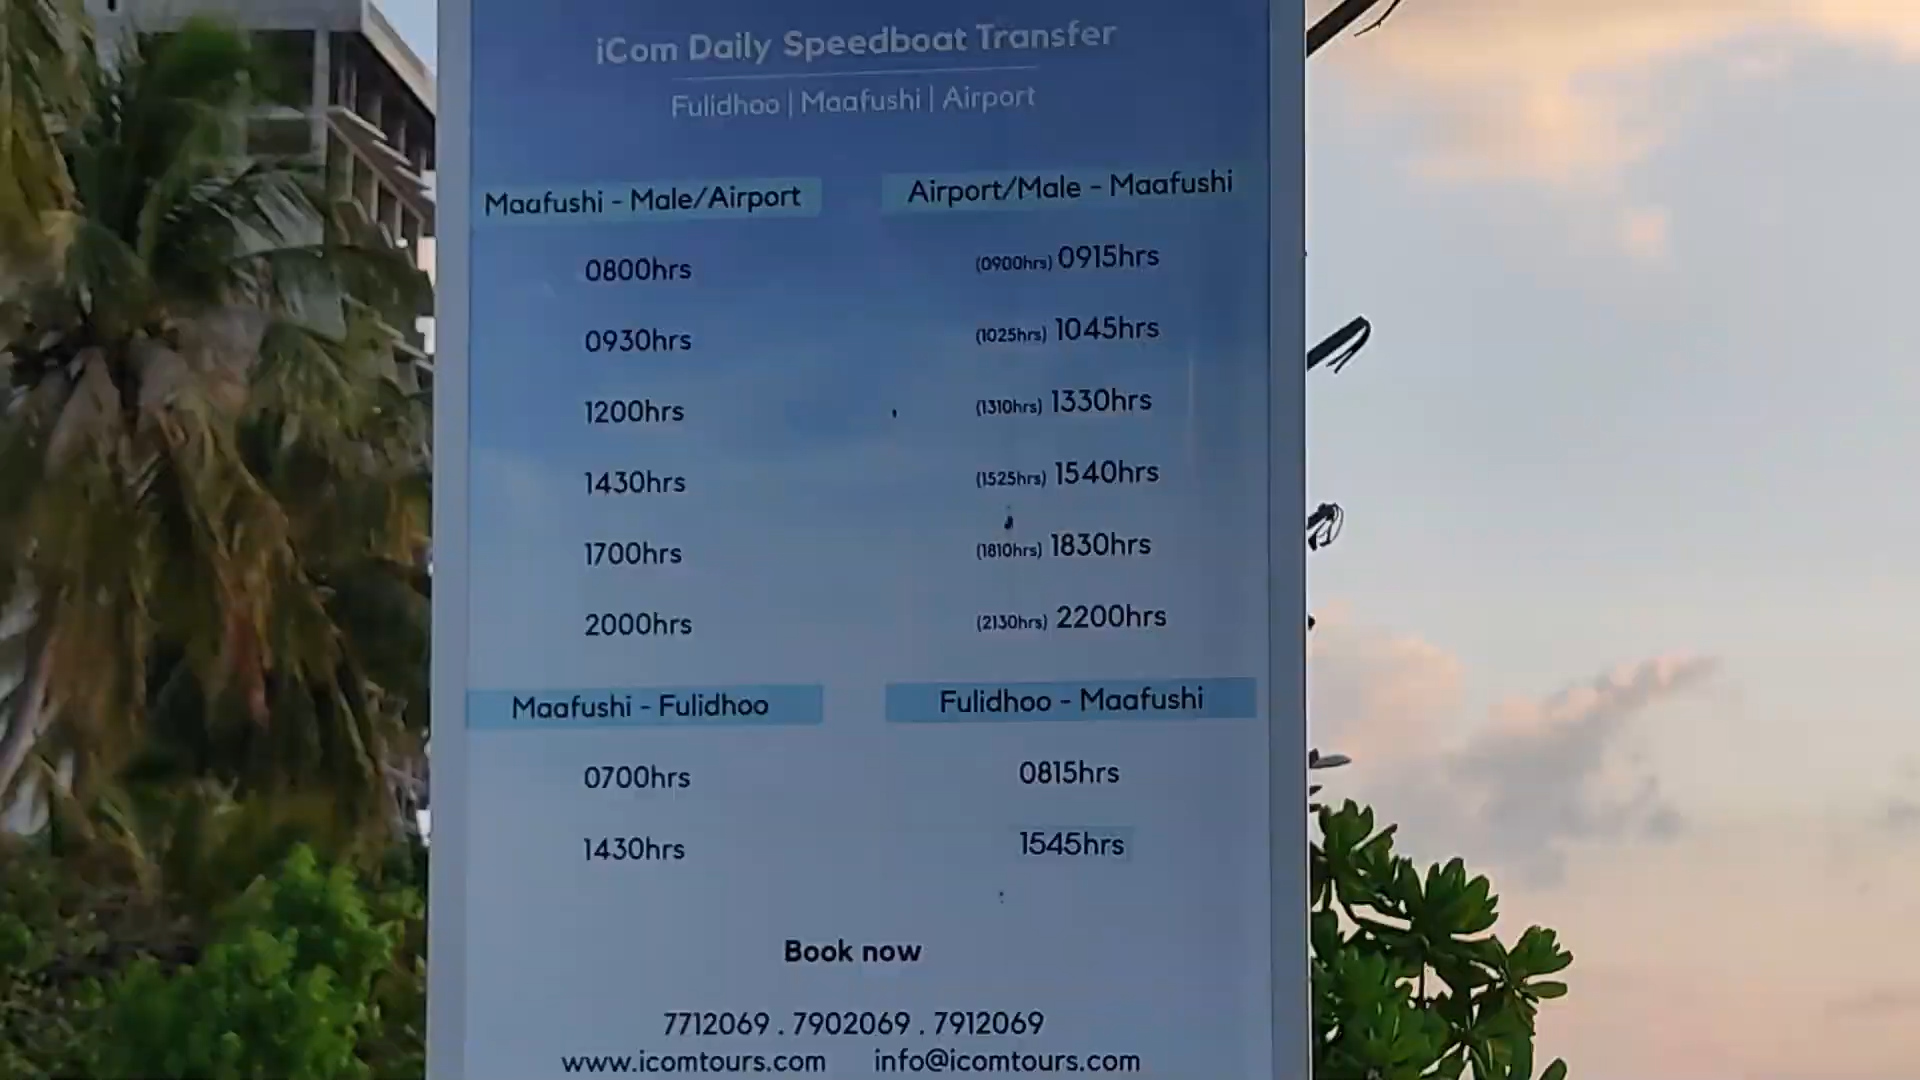 iCom Daily Speedboat Transfer
Fulidhoo | Maafushi | Airport
Maafushi - Male/Airport
0800hrs
0930hrs
1200hrs
1430hrs
1700hrs
2000hrs
Airport/Male - Maafushi
(0900hrs) 0915hrs
(1025hrs) 1045hrs
(1310hrs) 1330hrs
(1525hrs) 1540hrs
(1810hrs) 1830hrs
(2130hrs) 2200hrs
Maafushi - Fulidhoo
0700hrs
1430hrs
Fulidhoo - Maafushi
0815hrs
1545hrs
Book now
7712069 . 7902069 . 7912069
www.icomtours.com info@icomtours.com